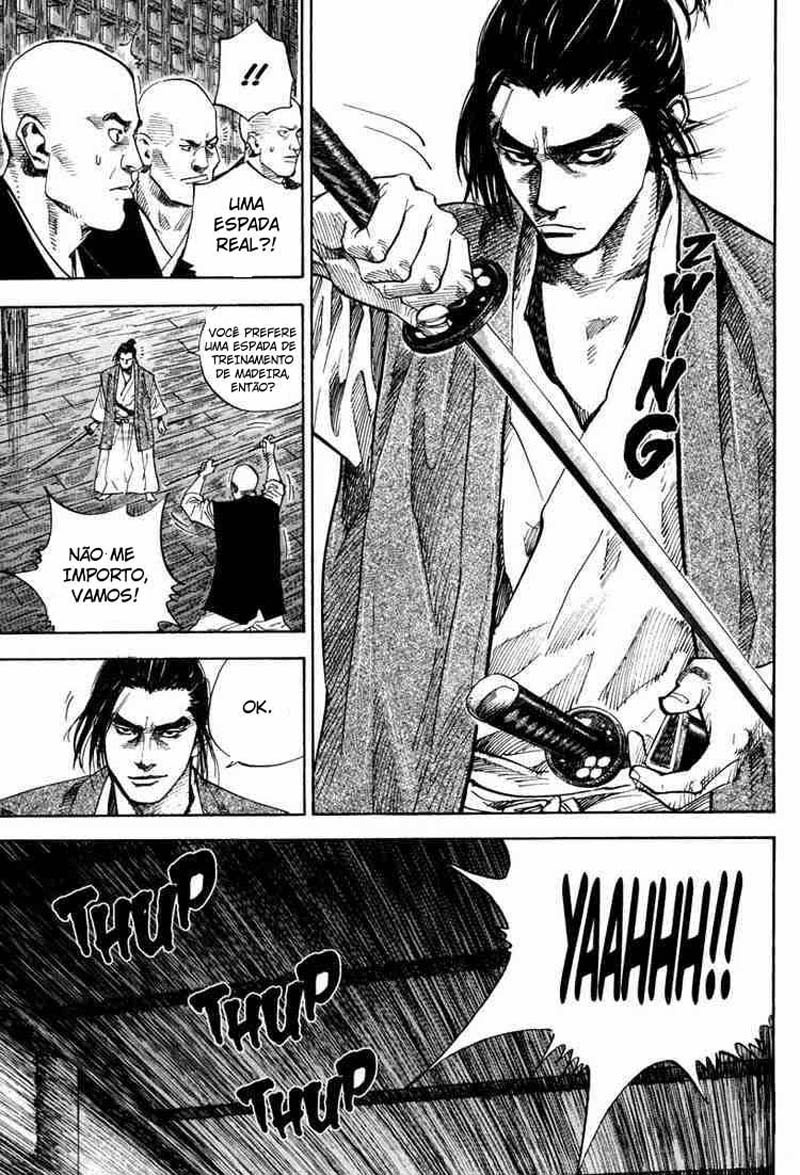 ZWING
!!
UMA
ESPADA
REAL?!
VOCÊ PREFERE
UMA ESPADA DE
TREINAMENTO
DE MADEIRA,
ENTÃO?
NÃO ME
IMPORTO,
VAMOS!
OK.
YAAHHH!!
THUP
THUP
THUP